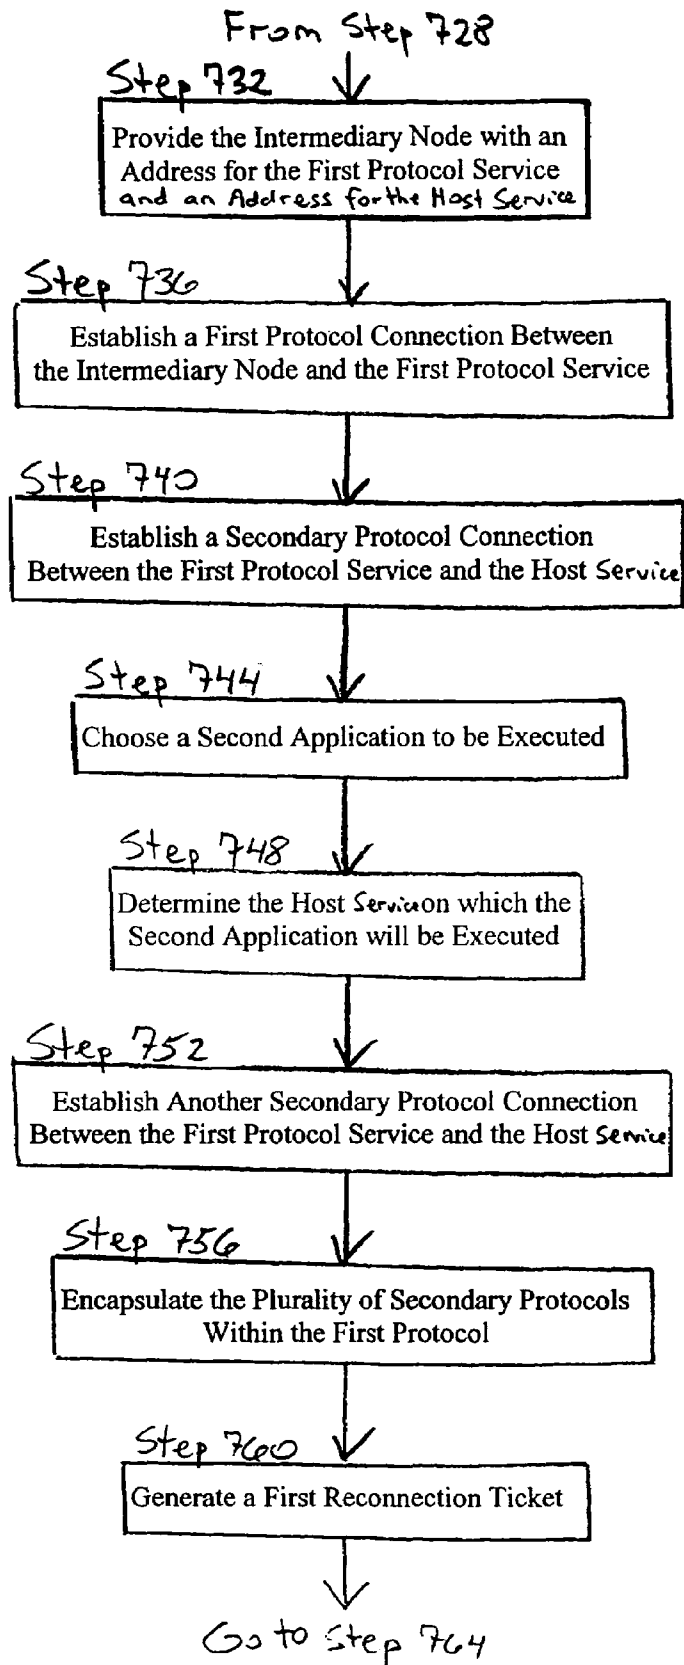 From Step 728
Step 732
Provide the Intermediary Node with an
Address for the First Protocol Service
and an Address for the Host Service
Step 736
Establish a First Protocol Connection Between
the Intermediary Node and the First Protocol Service
Step 740
Establish a Secondary Protocol Connection
Between the First Protocol Service and the Host Service
Step 744
Choose a Second Application to be Executed
Step 748
Determine the Host Service on which the
Second Application will be Executed
Step 752
Establish Another Secondary Protocol Connection
Between the First Protocol Service and the Host Service
Step 756
Encapsulate the Plurality of Secondary Protocols
Within the First Protocol
Step 760
Generate a First Reconnection Ticket
Go to Step 764